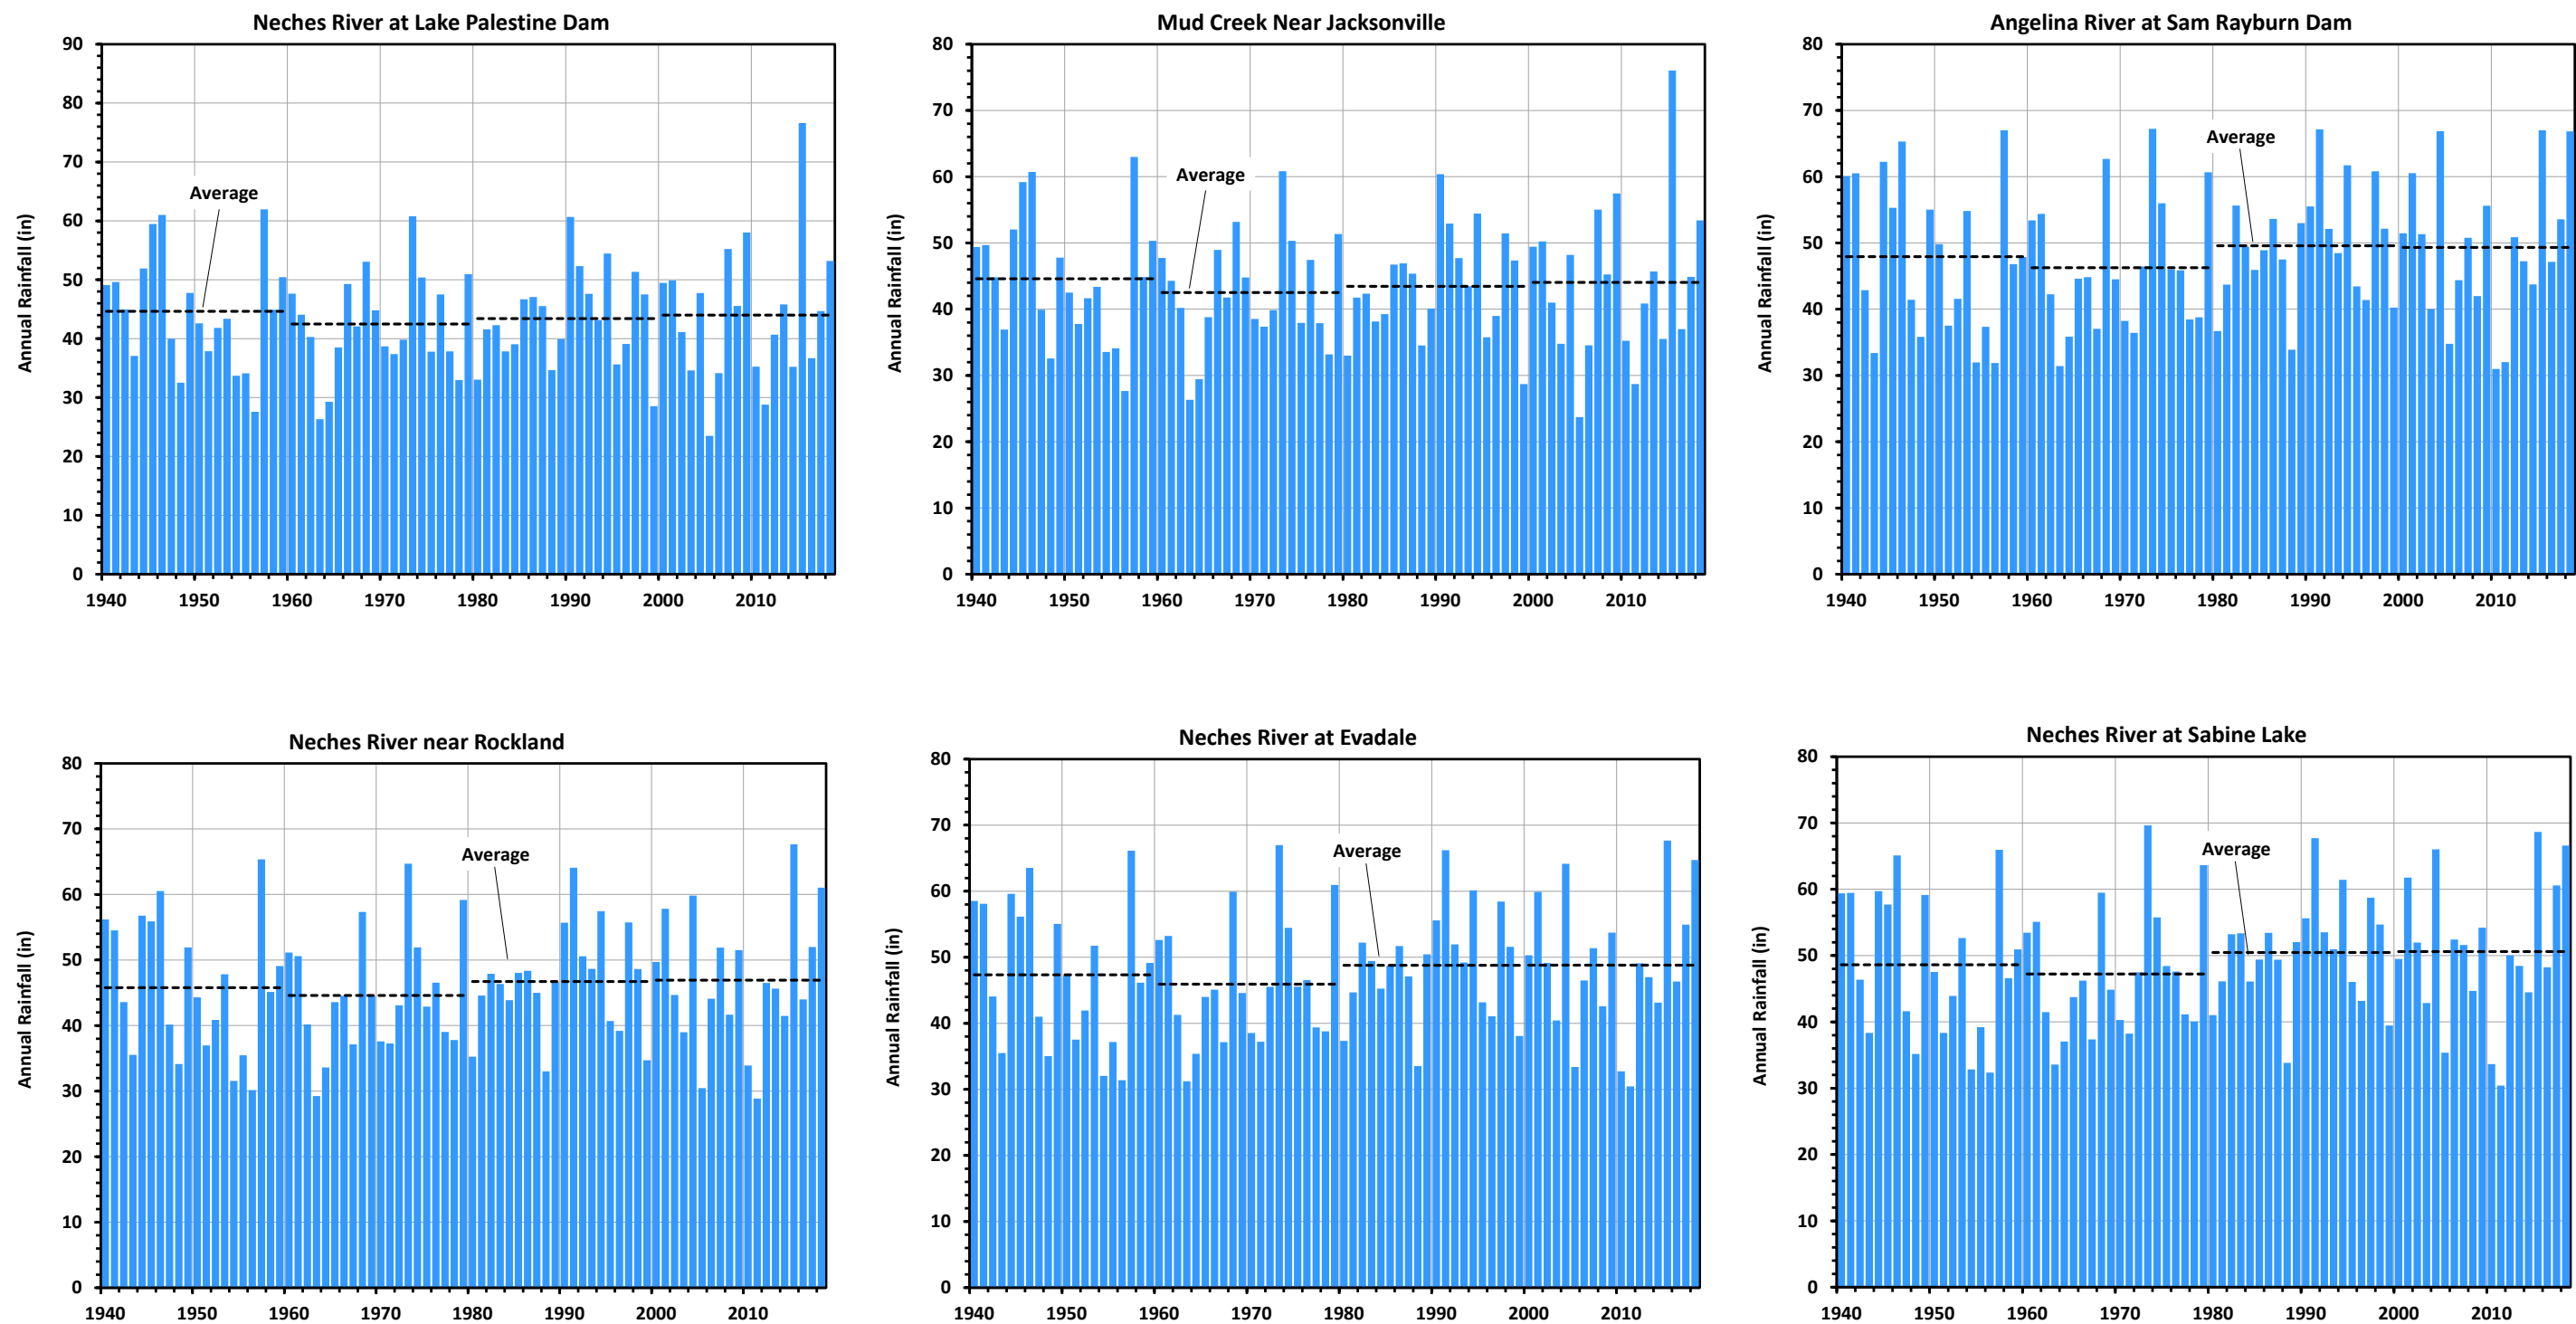 Neches River at Lake Palestine Dam
90
80
70
60
50
40
30
20
10
0
Annual Rainfall (in)
Average
1940 1950 1960 1970 1980 1990 2000 2010
Mud Creek Near Jacksonville
80
70
60
50
40
30
20
10
0
Annual Rainfall (in)
Average
1940 1950 1960 1970 1980 1990 2000 2010
Angelina River at Sam Rayburn Dam
80
70
60
50
40
30
20
10
0
Annual Rainfall (in)
Average
1940 1950 1960 1970 1980 1990 2000 2010
Neches River near Rockland
80
70
60
50
40
30
20
10
0
Annual Rainfall (in)
Average
1940 1950 1960 1970 1980 1990 2000 2010
Neches River at Evadale
80
70
60
50
40
30
20
10
0
Annual Rainfall (in)
Average
1940 1950 1960 1970 1980 1990 2000 2010
Neches River at Sabine Lake
80
70
60
50
40
30
20
10
0
Annual Rainfall (in)
Average
1940 1950 1960 1970 1980 1990 2000 2010